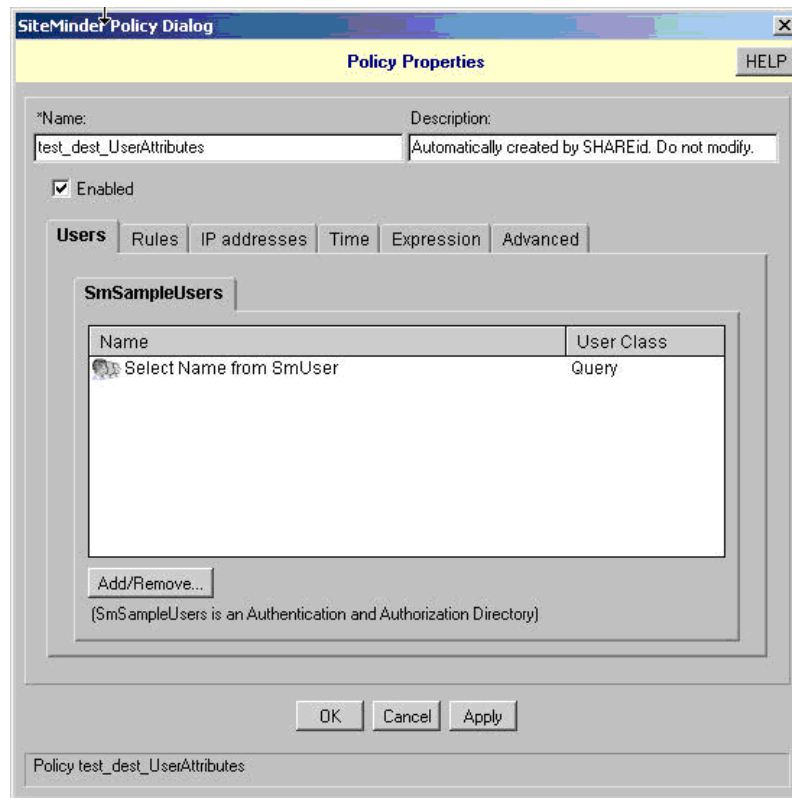 SiteMinder Policy Dialog
Policy Properties
HELP
*Name:
Description:
test_dest_UserAttributes
Automatically created by SHAREid. Do not modify.
Enabled
Users Rules IP addresses Time Expression Advanced
SmSampleUsers
Name User Class
Select Name from SmUser Query
Add/Remove...
(SmSampleUsers is an Authentication and Authorization Directory)
OK Cancel Apply
Policy test_dest_UserAttributes